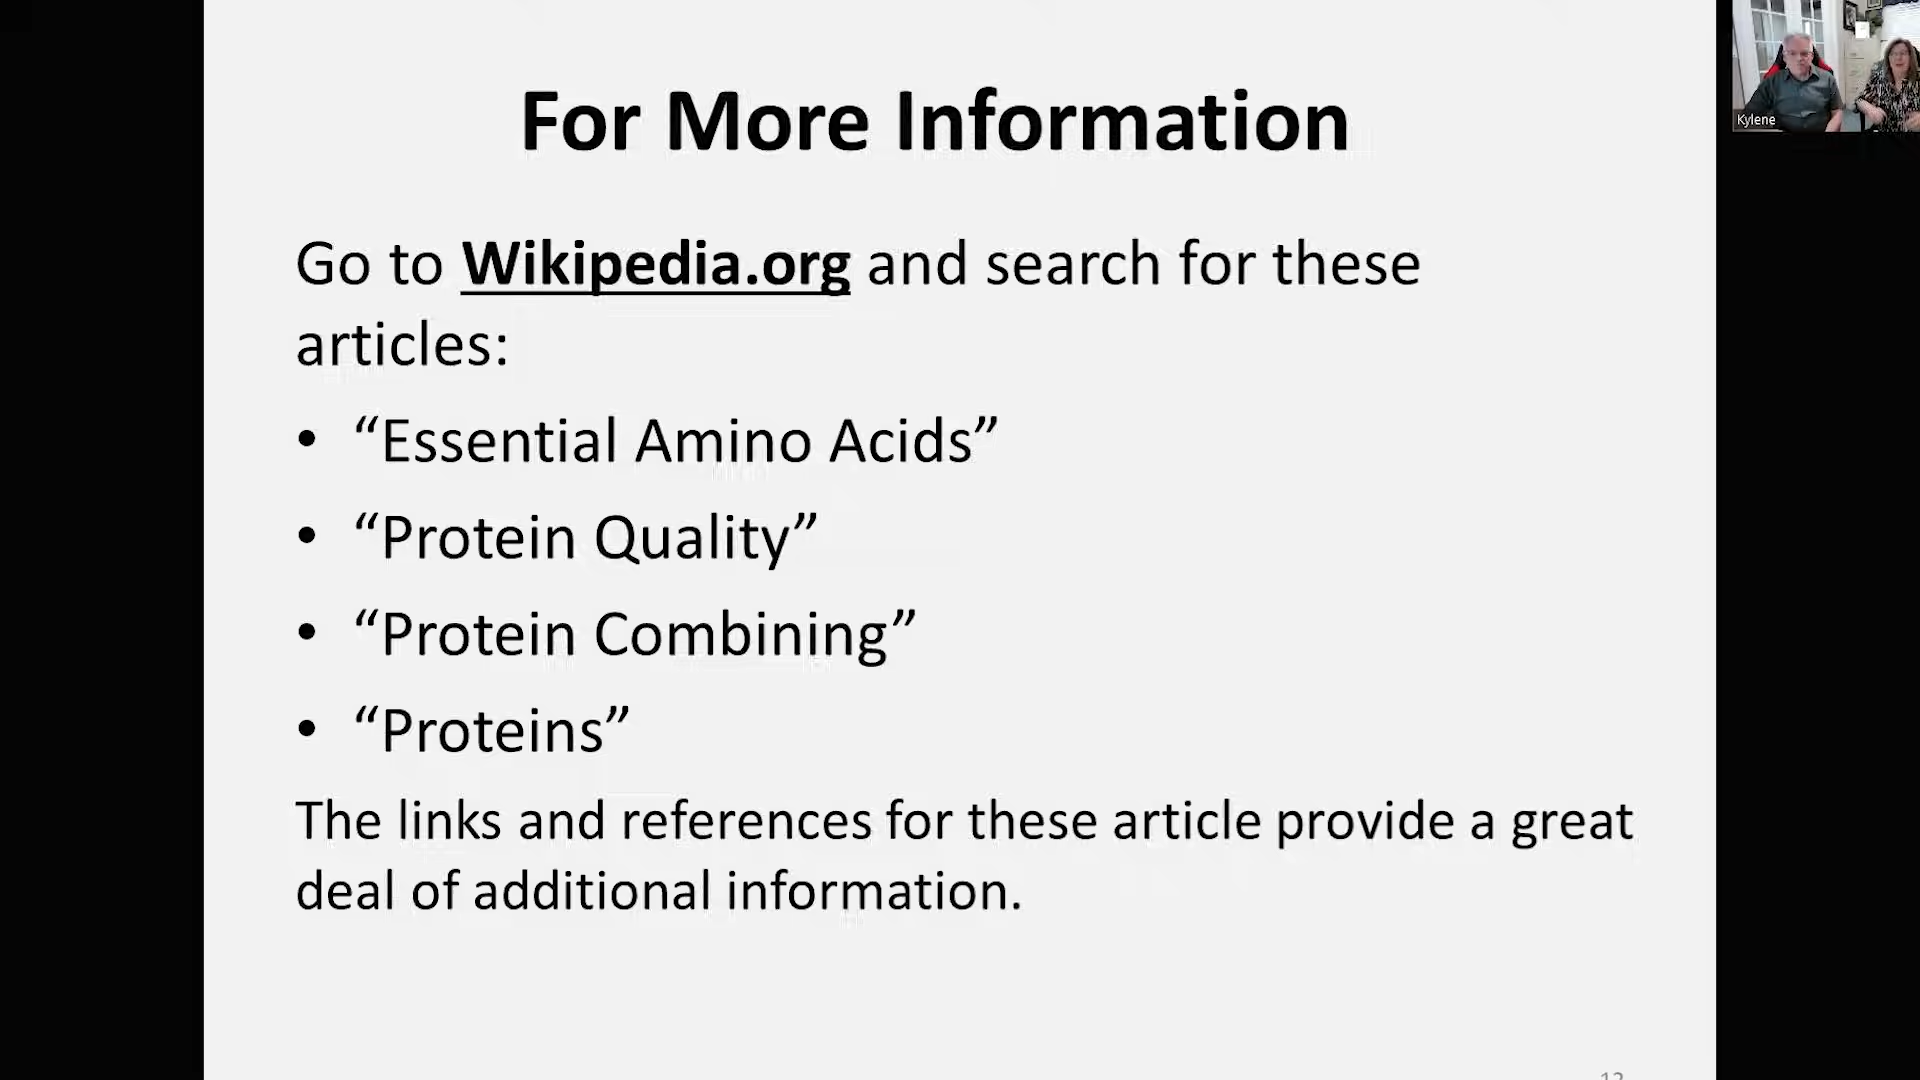 For More Information
Go to Wikipedia.org and search for these
articles:
• “Essential Amino Acids”
• “Protein Quality”
• “Protein Combining”
• “Proteins”
The links and references for these article provide a great
deal of additional information.
Kylene